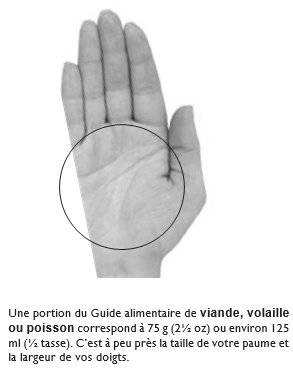 Une portion du Guide alimentaire de viande, volaille
ou poisson correspond à 75 g (2½ oz) ou environ 125
ml (½ tasse). C'est à peu près la taille de votre paume et
la largeur de vos doigts.